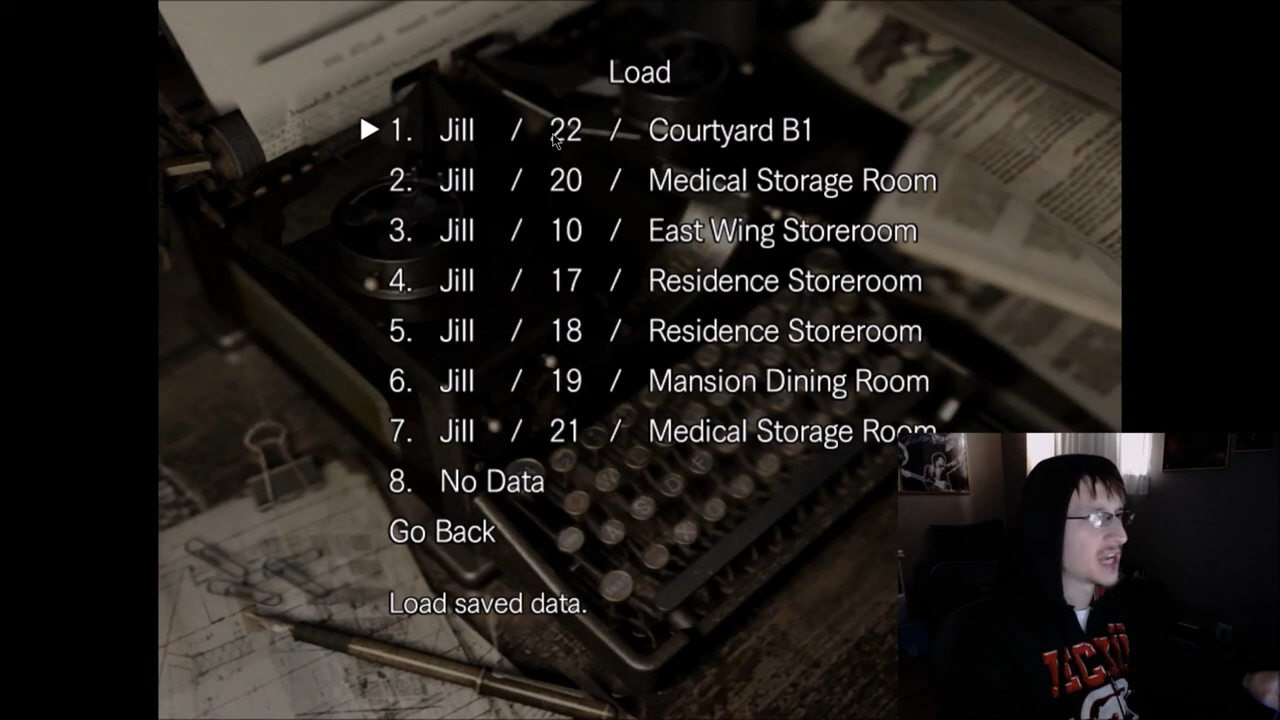 Load
1. Jill / 22 / Courtyard B1
2. Jill / 20 / Medical Storage Room
3. Jill / 10 / East Wing Storeroom
4. Jill / 17 / Residence Storeroom
5. Jill / 18 / Residence Storeroom
6. Jill / 19 / Mansion Dining Room
7. Jill / 21 / Medical Storage Room
8. No Data
Go Back
Load saved data.